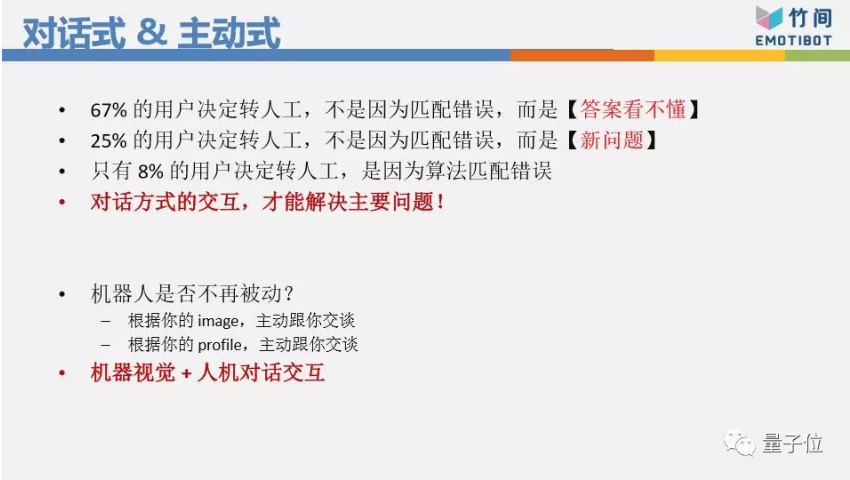 对话式 & 主动式
竹间
EMOTIBOT
• 67% 的用户决定转人工，不是因为匹配错误，而是【答案看不懂】
• 25% 的用户决定转人工，不是因为匹配错误，而是【新问题】
• 只有 8% 的用户决定转人工，是因为算法匹配错误
• 对话方式的交互，才能解决主要问题！
• 机器人是否不再被动？
– 根据你的 image，主动跟你交谈
– 根据你的 profile，主动跟你交谈
• 机器视觉 + 人机对话交互
量子位